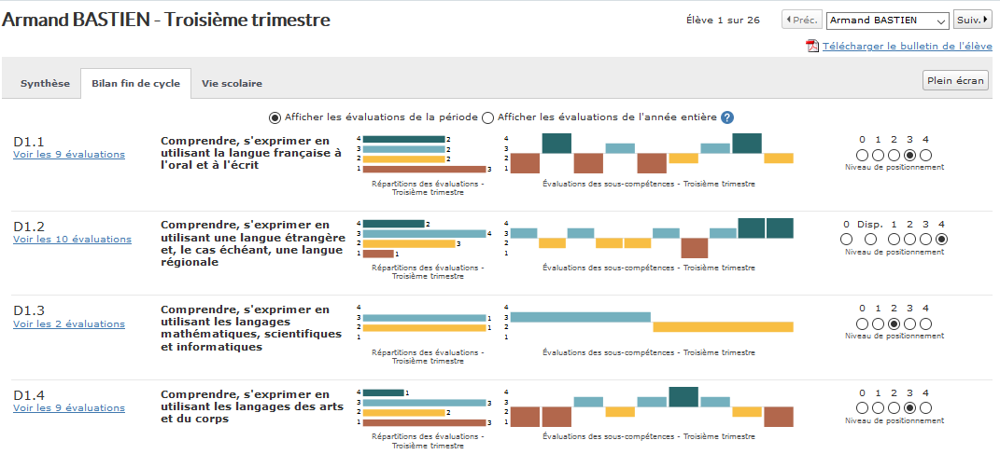 Armand BASTIEN - Troisième trimestre
Élève 1 sur 26
Préc.
Armand BASTIEN
Suiv.
Télécharger le bulletin de l'élève
Synthèse
Bilan fin de cycle
Vie scolaire
Plein écran
Afficher les évaluations de la période
Afficher les évaluations de l'année entière
?
D1.1
Voir les 9 évaluations
Comprendre, s'exprimer en
utilisant la langue française à
l'oral et à l'écrit
4 2
3 2
2 2
1 3
Répartitions des évaluations -
Troisième trimestre
4
3
2
1
Évaluations des sous-compétences - Troisième trimestre
0 1 2 3 4
Niveau de positionnement
D1.2
Voir les 10 évaluations
Comprendre, s'exprimer en
utilisant une langue étrangère
et, le cas échéant, une langue
régionale
4 2
3 4
2 3
1 1
Répartitions des évaluations -
Troisième trimestre
4
3
2
1
Évaluations des sous-compétences - Troisième trimestre
0 Disp. 1 2 3 4
Niveau de positionnement
D1.3
Voir les 2 évaluations
Comprendre, s'exprimer en
utilisant les langages
mathématiques, scientifiques
et informatiques
4
3 1
2 1
1
Répartitions des évaluations -
Troisième trimestre
4
3
2
1
Évaluations des sous-compétences - Troisième trimestre
0 1 2 3 4
Niveau de positionnement
D1.4
Voir les 9 évaluations
Comprendre, s'exprimer en
utilisant les langages des arts
et du corps
4 1
3 3
2 2
1 3
Répartitions des évaluations -
Troisième trimestre
4
3
2
1
Évaluations des sous-compétences - Troisième trimestre
0 1 2 3 4
Niveau de positionnement